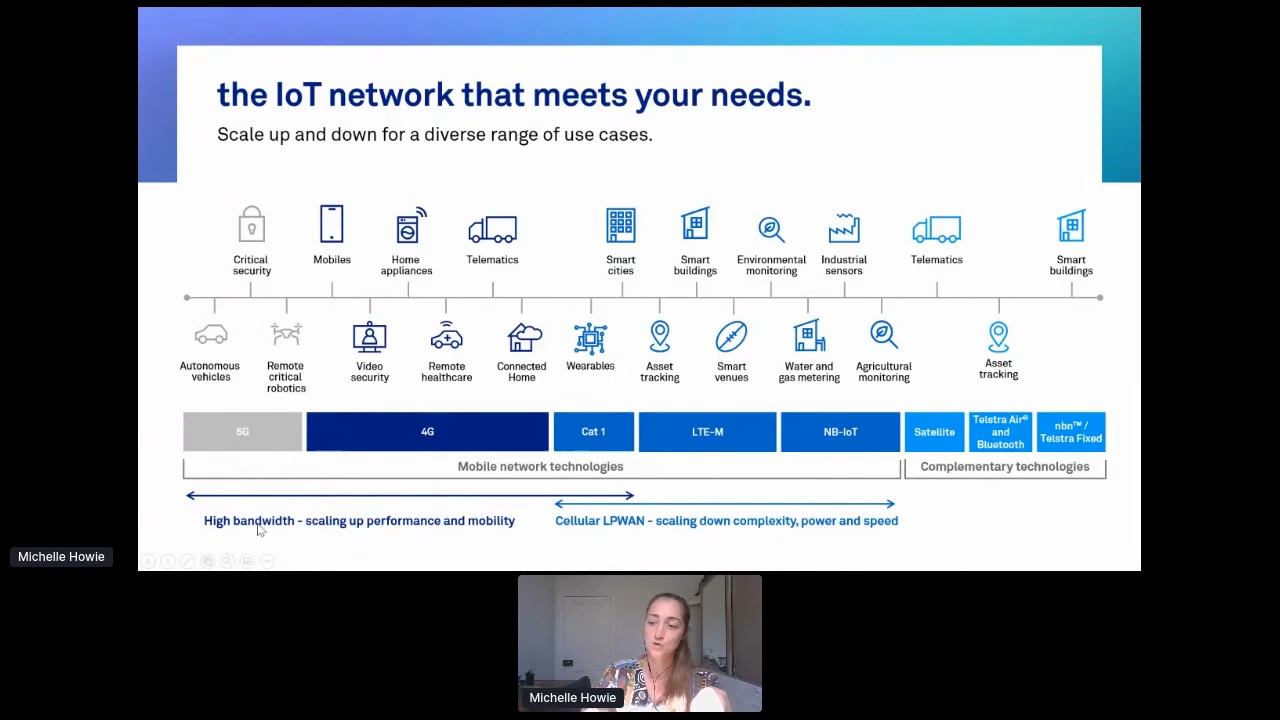 the IoT network that meets your needs.
Scale up and down for a diverse range of use cases.
Critical
security
Mobiles
Home
appliances
Telematics
Smart
cities
Smart
buildings
Environmental
monitoring
Industrial
sensors
Telematics
Smart
buildings
Autonomous
vehicles
Remote
critical
robotics
Video
security
Remote
healthcare
Connected
Home
Wearables
Asset
tracking
Smart
venues
Water and
gas metering
Agricultural
monitoring
Asset
tracking
5G
4G
Cat 1
LTE-M
NB-IoT
Satellite
Telstra Air®
and
Bluetooth
nbn™ /
Telstra Fixed
Mobile network technologies
Complementary technologies
High bandwidth - scaling up performance and mobility
Cellular LPWAN - scaling down complexity, power and speed
Michelle Howie
Michelle Howie